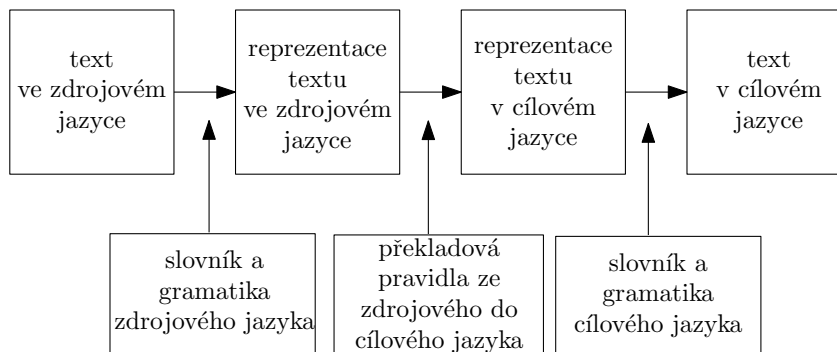 text
ve zdrojovém
jazyce
reprezentace
textu
ve zdrojovém
jazyce
reprezentace
textu
v cílovém
jazyce
text
v cílovém
jazyce
slovník a
gramatika
zdrojového jazyka
překladová
pravidla ze
zdrojového do
cílového jazyka
slovník a
gramatika
cílového jazyka